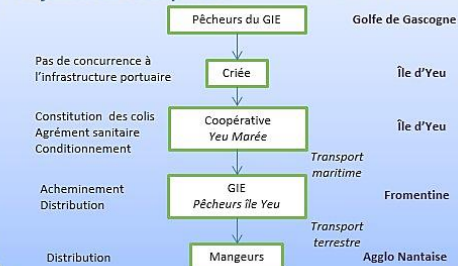 Pêcheurs du GIE
Golfe de Gascogne
Pas de concurrence à
l'infrastructure portuaire
Criée
Île d'Yeu
Constitution des colis
Agrément sanitaire
Conditionnement
Coopérative
Yeu Marée
Île d'Yeu
Transport
maritime
Acheminement
Distribution
GIE
Pêcheurs île Yeu
Fromentine
Transport
terrestre
Distribution
Mangeurs
Agglo Nantaise